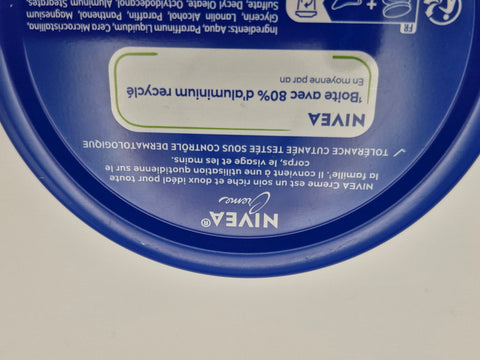 NIVEA®
Creme
NIVEA Creme est un soin riche et doux idéal pour toute
la famille*. Il convient à une utilisation quotidienne sur le
corps, le visage et les mains.
✓ TOLÉRANCE CUTANÉE TESTÉE SOUS CONTRÔLE DERMATOLOGIQUE
NIVEA
¹Boîte avec 80% d'aluminium recyclé
En moyenne par an
FR
Ingredients: Aqua, Paraffinum Liquidum, Cera Microcristallina,
Glycerin, Lanolin Alcohol, Paraffin, Panthenol, Magnesium
Sulfate, Decyl Oleate, Octyldodecanol, Aluminum Stearates,